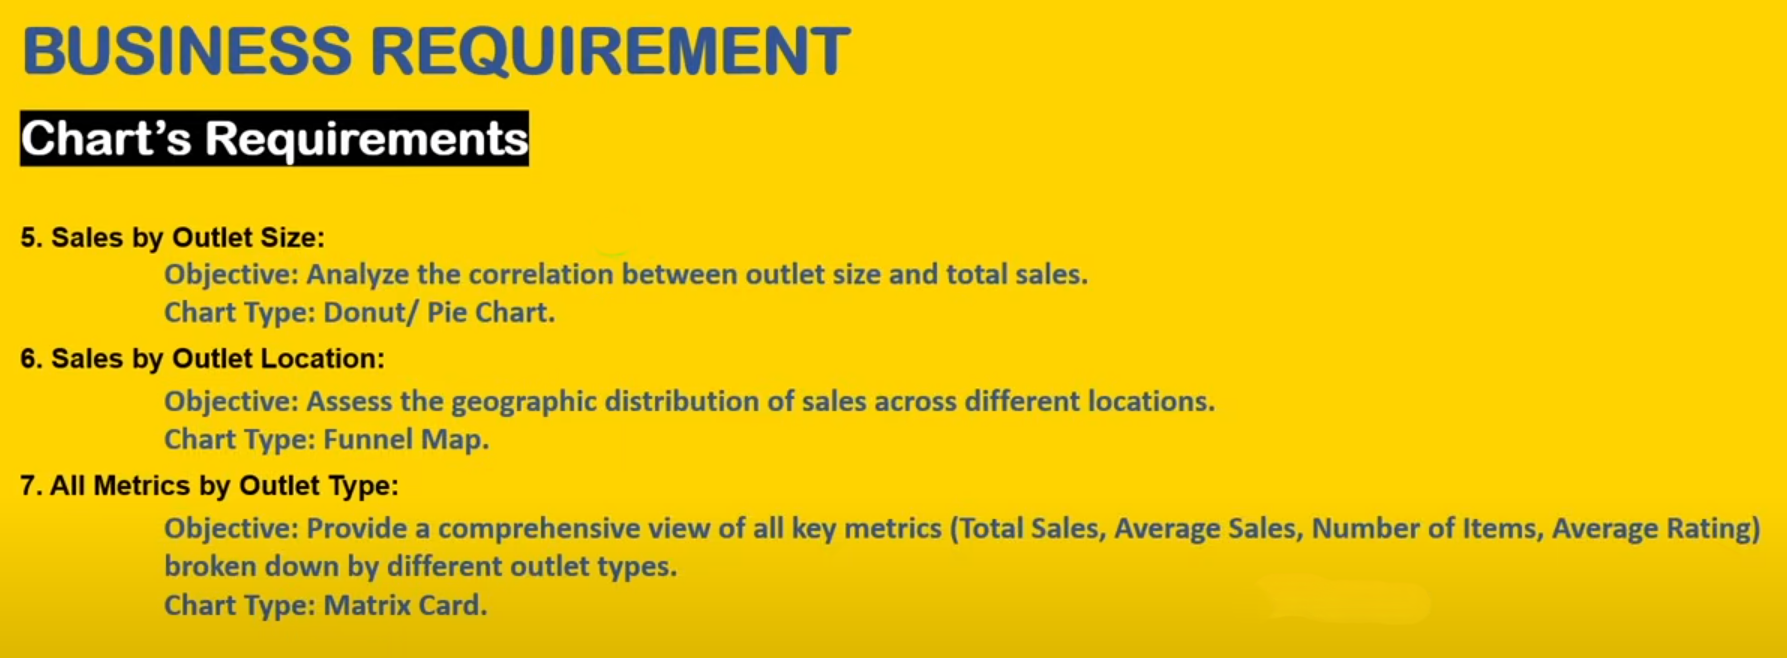 BUSINESS REQUIREMENT
Chart’s Requirements
5. Sales by Outlet Size:
Objective: Analyze the correlation between outlet size and total sales.
Chart Type: Donut/ Pie Chart.
6. Sales by Outlet Location:
Objective: Assess the geographic distribution of sales across different locations.
Chart Type: Funnel Map.
7. All Metrics by Outlet Type:
Objective: Provide a comprehensive view of all key metrics (Total Sales, Average Sales, Number of Items, Average Rating)
broken down by different outlet types.
Chart Type: Matrix Card.